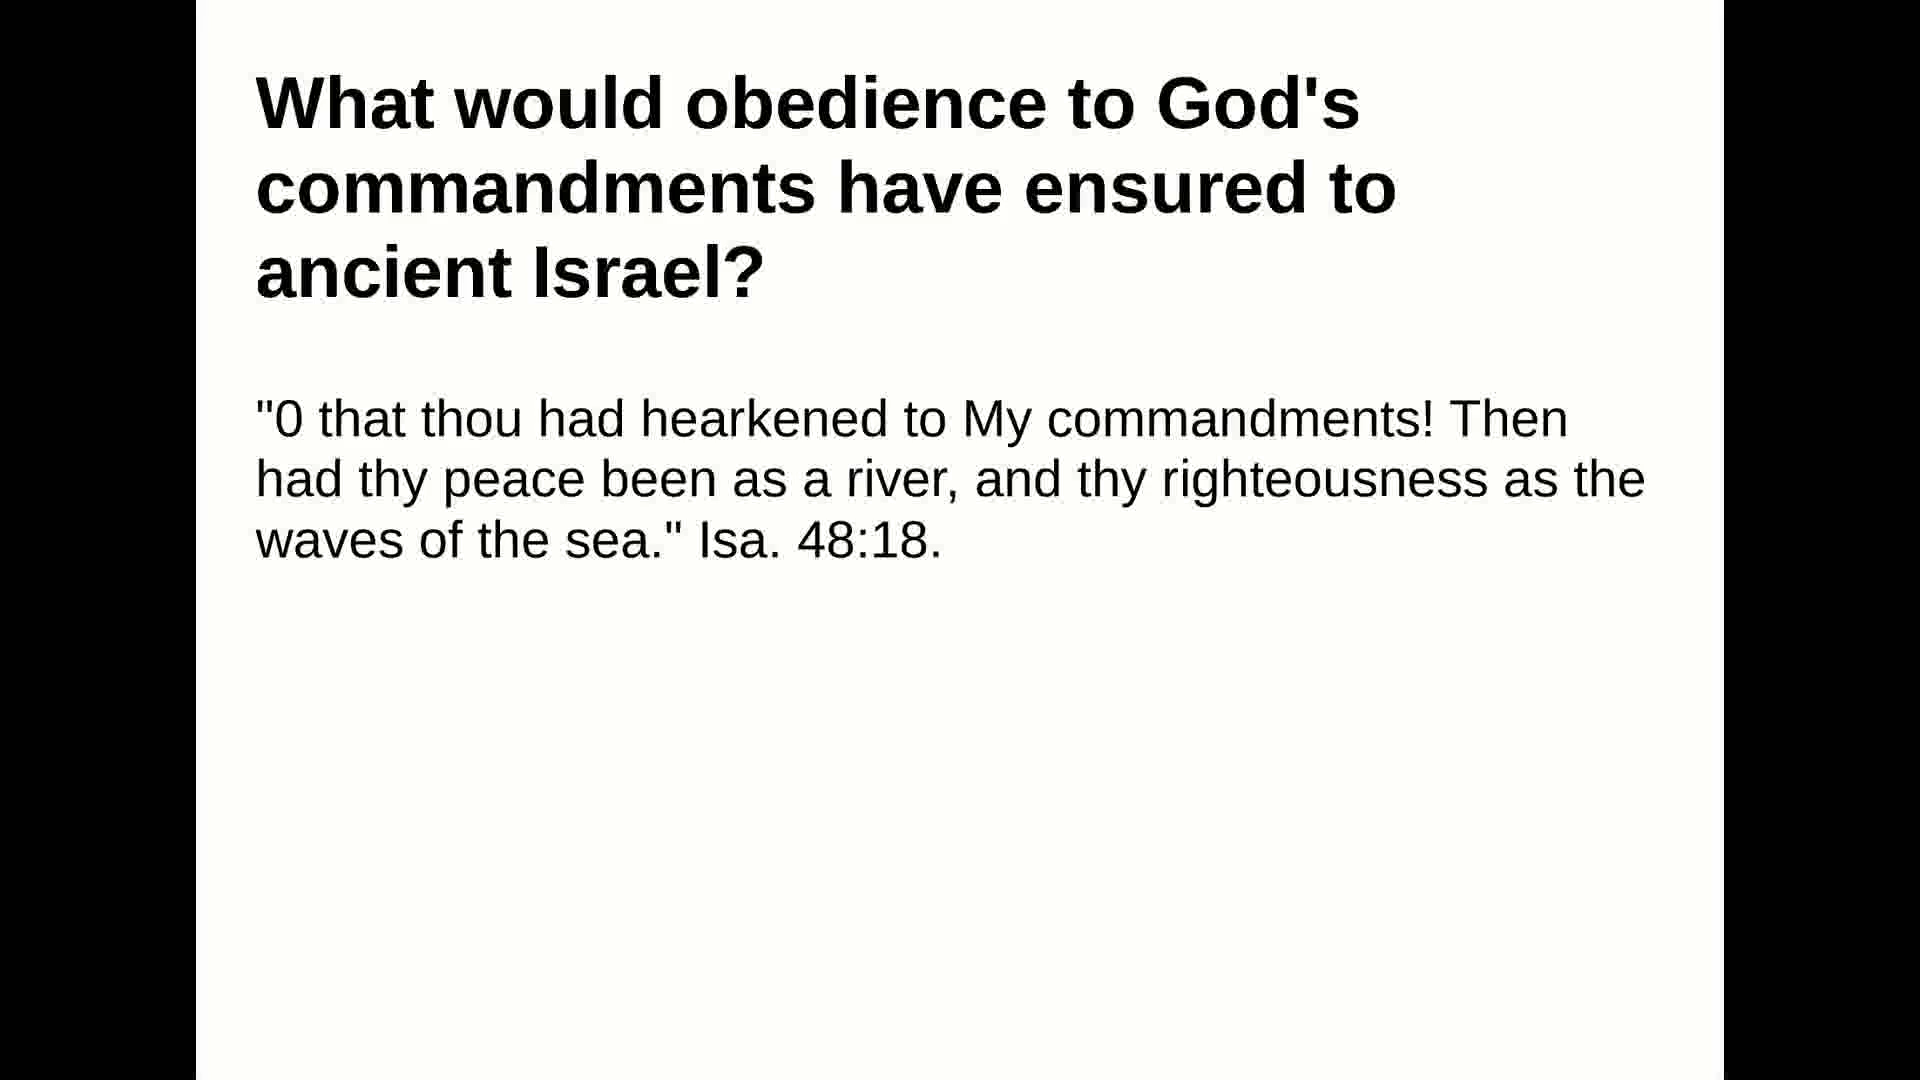 What would obedience to God's
commandments have ensured to
ancient Israel?
"0 that thou had hearkened to My commandments! Then
had thy peace been as a river, and thy righteousness as the
waves of the sea." Isa. 48:18.